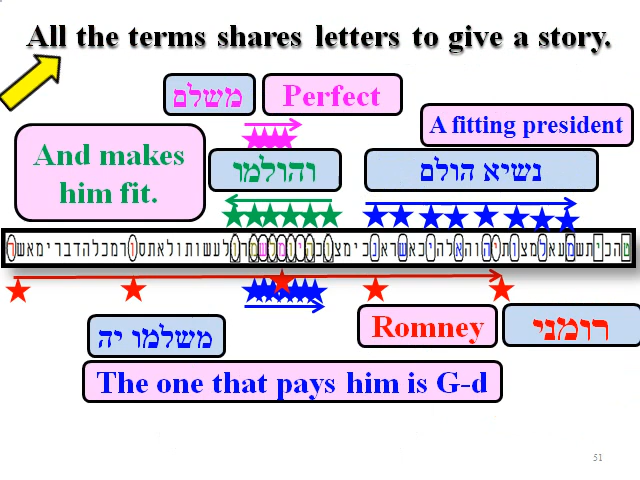 All the terms shares letters to give a story.
משלם
Perfect
A fitting president
And makes
him fit.
והולמו
נשיא הולם
טהכיתשמעאלמצותיהוהאלהיכאשראנכימצוכהיומלשמרולעשותולאתסורמכלהדברימאשר
משלמו יה
Romney
רומני
The one that pays him is G-d
51